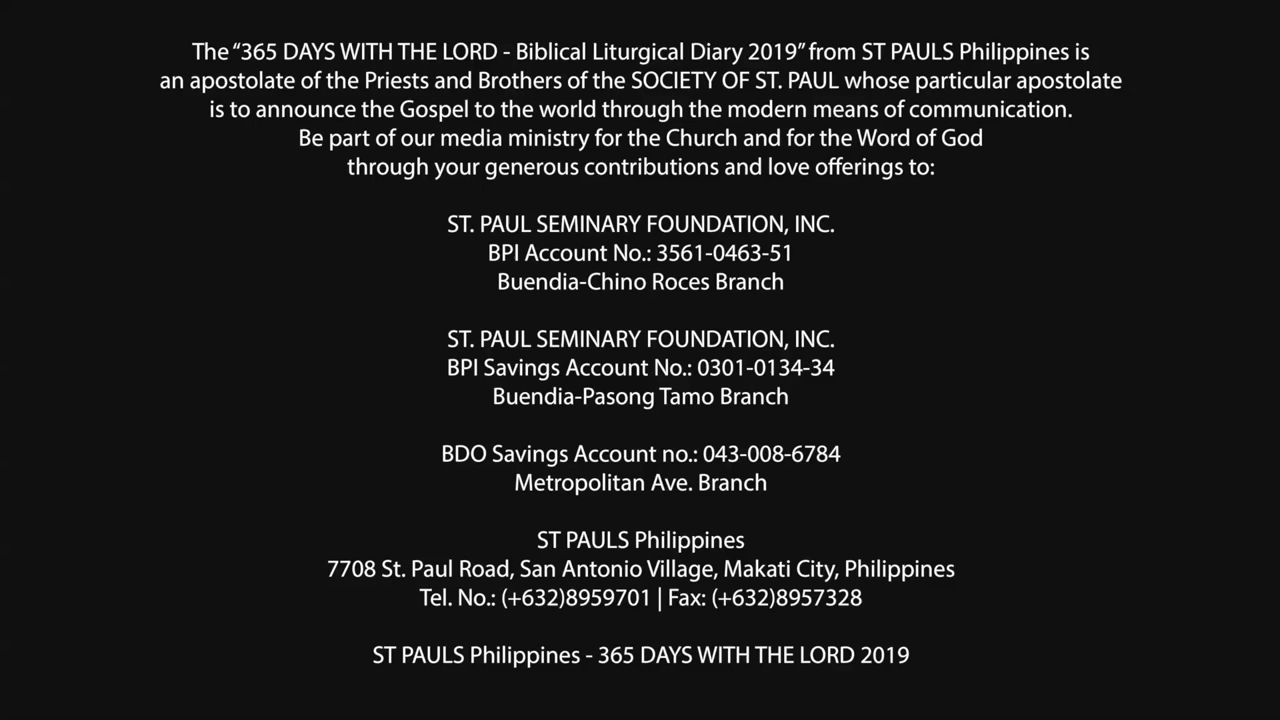 The “365 DAYS WITH THE LORD - Biblical Liturgical Diary 2019” from ST PAULS Philippines is
an apostolate of the Priests and Brothers of the SOCIETY OF ST. PAUL whose particular apostolate
is to announce the Gospel to the world through the modern means of communication.
Be part of our media ministry for the Church and for the Word of God
through your generous contributions and love offerings to:
ST. PAUL SEMINARY FOUNDATION, INC.
BPI Account No.: 3561-0463-51
Buendia-Chino Roces Branch
ST. PAUL SEMINARY FOUNDATION, INC.
BPI Savings Account No.: 0301-0134-34
Buendia-Pasong Tamo Branch
BDO Savings Account no.: 043-008-6784
Metropolitan Ave. Branch
ST PAULS Philippines
7708 St. Paul Road, San Antonio Village, Makati City, Philippines
Tel. No.: (+632)8959701 | Fax: (+632)8957328
ST PAULS Philippines - 365 DAYS WITH THE LORD 2019